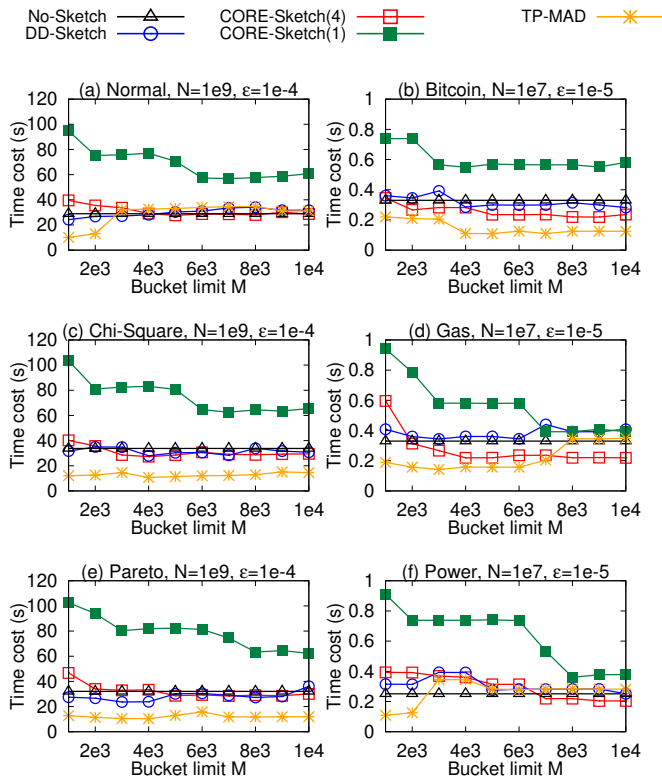 No-Sketch CORE-Sketch(4) TP-MAD
DD-Sketch CORE-Sketch(1)
(a) Normal, N=1e9, ε=1e-4
Time cost (s)
120
100
80
60
40
20
0
2e3 4e3 6e3 8e3 1e4
Bucket limit M
(b) Bitcoin, N=1e7, ε=1e-5
Time cost (s)
1
0.8
0.6
0.4
0.2
0
2e3 4e3 6e3 8e3 1e4
Bucket limit M
(c) Chi-Square, N=1e9, ε=1e-4
Time cost (s)
120
100
80
60
40
20
0
2e3 4e3 6e3 8e3 1e4
Bucket limit M
(d) Gas, N=1e7, ε=1e-5
Time cost (s)
1
0.8
0.6
0.4
0.2
0
2e3 4e3 6e3 8e3 1e4
Bucket limit M
(e) Pareto, N=1e9, ε=1e-4
Time cost (s)
120
100
80
60
40
20
0
2e3 4e3 6e3 8e3 1e4
Bucket limit M
(f) Power, N=1e7, ε=1e-5
Time cost (s)
1
0.8
0.6
0.4
0.2
0
2e3 4e3 6e3 8e3 1e4
Bucket limit M